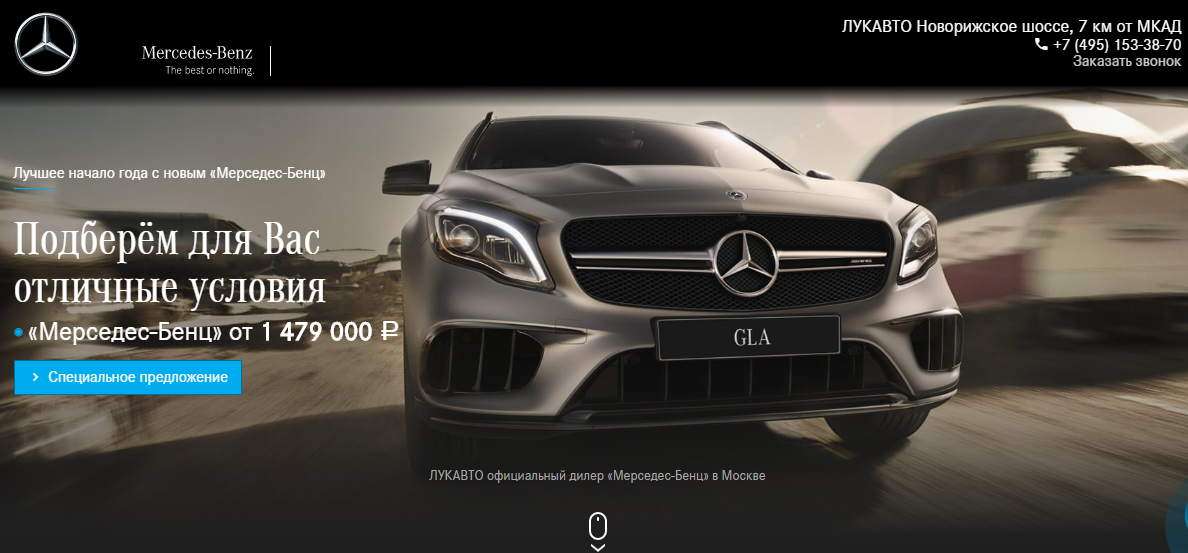 Mercedes-Benz
The best or nothing.
ЛУКАВТО Новорижское шоссе, 7 км от МКАД
+7 (495) 153-38-70
Заказать звонок
Лучшее начало года с новым «Мерседес-Бенц»
Подберём для Вас
отличные условия
«Мерседес-Бенц» от 1 479 000 ₽
Специальное предложение
GLA
ЛУКАВТО официальный дилер «Мерседес-Бенц» в Москве